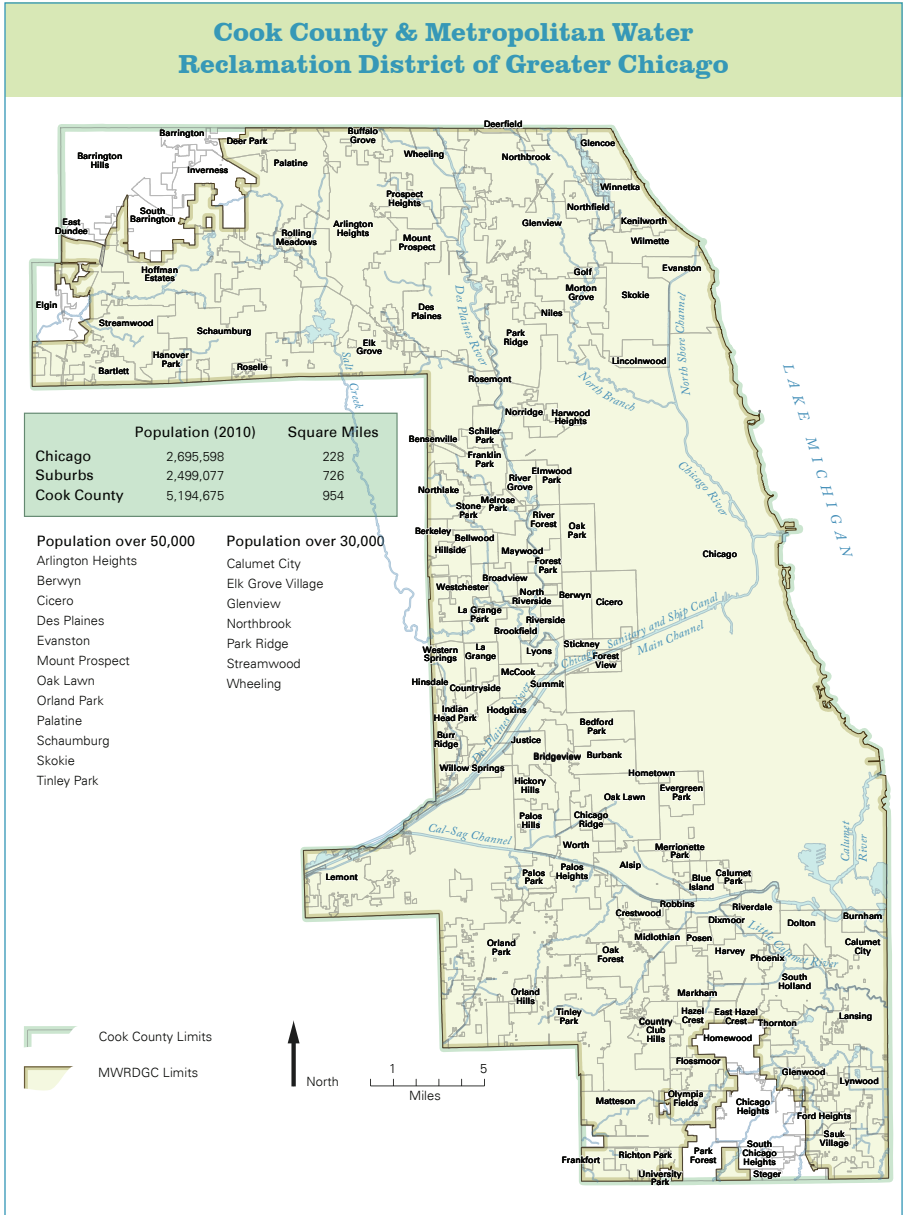 Cook County & Metropolitan Water
Reclamation District of Greater Chicago
Deerfield
Barrington
Buffalo
Grove
Deer Park
Glencoe
Barrington
Hills
Inverness
Palatine
Wheeling
Northbrook
Winnetka
Prospect
Heights
Northfield
South
Barrington
East
Dundee
Rolling
Meadows
Arlington
Heights
Mount
Prospect
Glenview
Kenilworth
Wilmette
Hoffman
Estates
Golf
Evanston
Morton
Grove
Skokie
Elgin
Streamwood
Schaumburg
Des
Plaines
Des Plaines River
Niles
Park
Ridge
North Shore Channel
Elk
Grove
Hanover
Park
Bartlett
Roselle
Salt Creek
Lincolnwood
Rosemont
North Branch
LAKE MICHIGAN
Population (2010) Square Miles
Chicago 2,695,598 228
Suburbs 2,499,077 726
Cook County 5,194,675 954
Norridge
Harwood
Heights
Bensenville
Schiller
Park
Franklin
Park
River
Grove
Elmwood
Park
Chicago River
Northlake
Melrose
Park
Stone
Park
River
Forest
Oak
Park
Berkeley
Bellwood
Hillside
Maywood
Forest
Park
Chicago
Broadview
Westchester
North
Riverside
Berwyn
Cicero
La Grange
Park
Riverside
Brookfield
Population over 50,000
Arlington Heights
Berwyn
Cicero
Des Plaines
Evanston
Mount Prospect
Oak Lawn
Orland Park
Palatine
Schaumburg
Skokie
Tinley Park
Population over 30,000
Calumet City
Elk Grove Village
Glenview
Northbrook
Park Ridge
Streamwood
Wheeling
Western
Springs
La
Grange
Lyons
Stickney
Forest
View
Chicago Sanitary and Ship Canal
Main Channel
McCook
Hinsdale
Countryside
Summit
Indian
Head Park
Hodgkins
Des Plaines River
Burr
Ridge
Justice
Bedford
Park
Bridgeview
Burbank
Willow Springs
Hickory
Hills
Hometown
Oak Lawn
Evergreen
Park
Palos
Hills
Chicago
Ridge
Cal-Sag Channel
Worth
Merrionette
Park
Calumet
River
Lemont
Palos
Park
Palos
Heights
Alsip
Blue
Island
Calumet
Park
Robbins
Riverdale
Crestwood
Dixmoor
Dolton
Burnham
Little Calumet River
Midlothian
Posen
Orland
Park
Oak
Forest
Harvey
Phoenix
Calumet
City
South
Holland
Orland
Hills
Markham
Tinley
Park
Country
Club
Hills
Hazel
Crest
East Hazel
Crest
Thornton
Lansing
Homewood
Flossmoor
Glenwood
Lynwood
Matteson
Olympia
Fields
Chicago
Heights
Ford Heights
Sauk
Village
Frankfort
Richton Park
University
Park
Park
Forest
South
Chicago
Heights
Steger
Cook County Limits
MWRDGC Limits
North
1 5
Miles